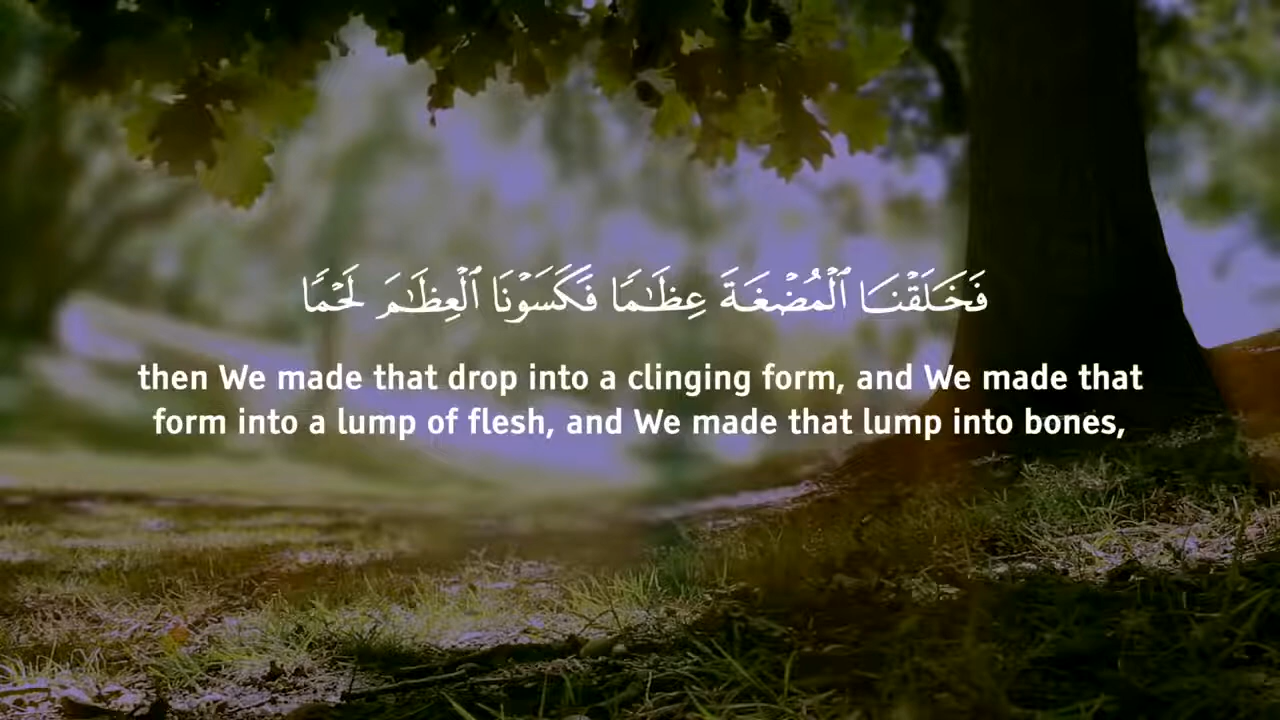 فَخَلَقْنَا ٱلْمُضْغَةَ عِظَـٰمًا فَكَسَوْنَا ٱلْعِظَـٰمَ لَحْمًا
then We made that drop into a clinging form, and We made that
form into a lump of flesh, and We made that lump into bones,